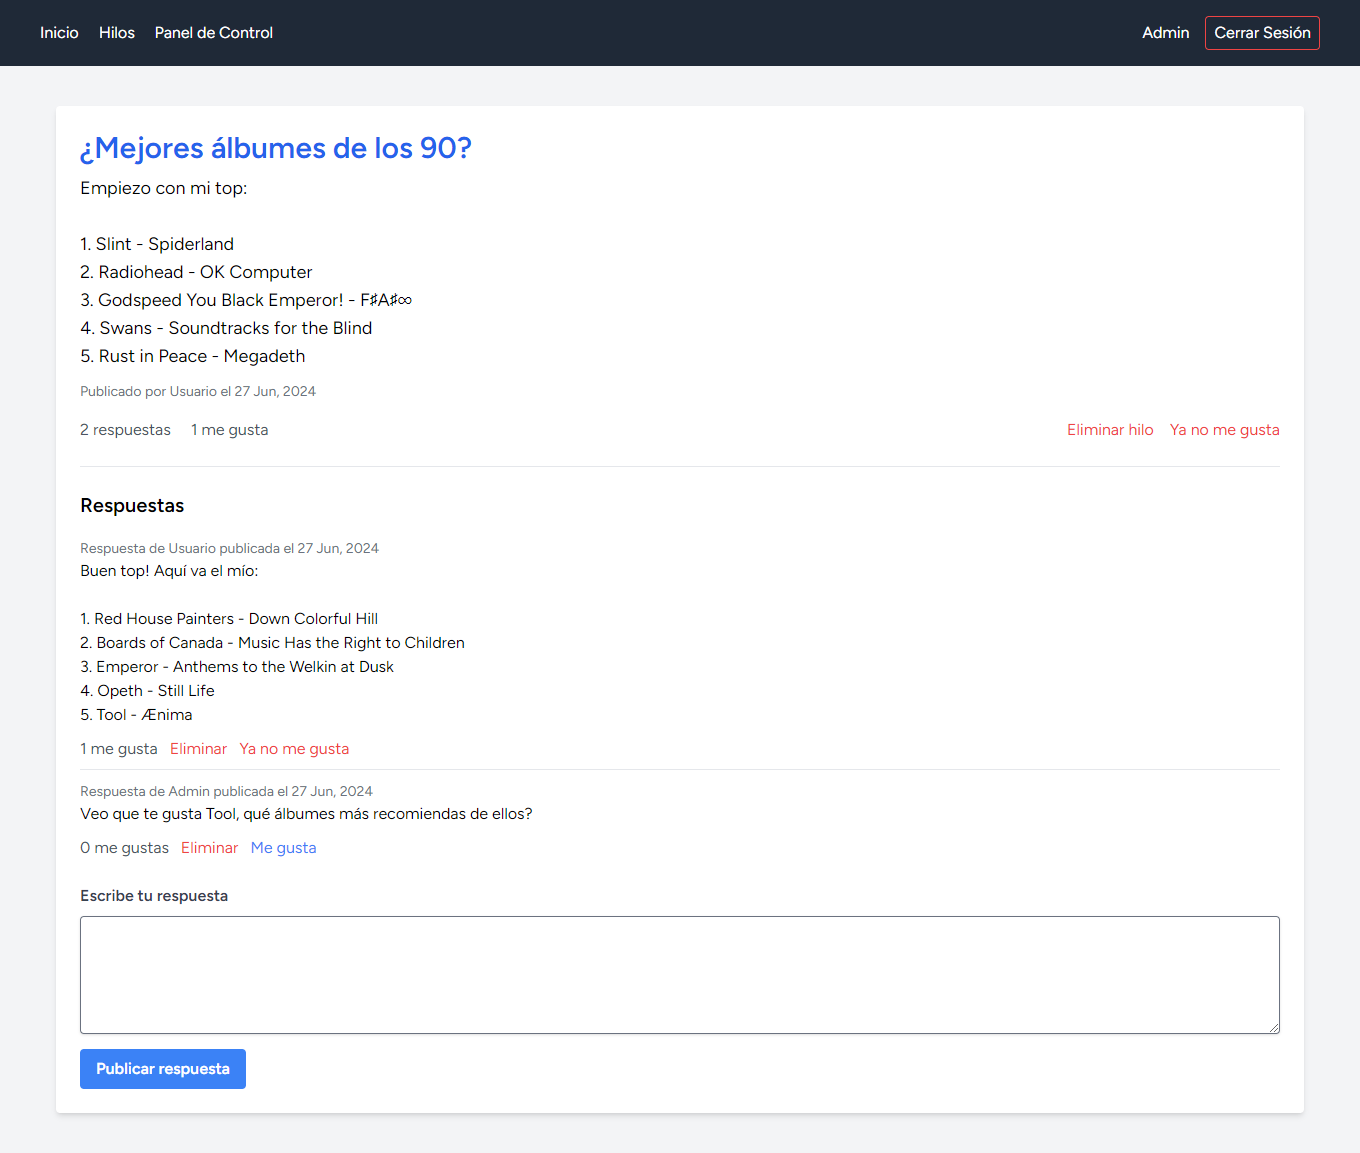 Inicio Hilos Panel de Control Admin Cerrar Sesión
¿Mejores álbumes de los 90?
Empiezo con mi top:
1. Slint - Spiderland
2. Radiohead - OK Computer
3. Godspeed You Black Emperor! - F♯A♯∞
4. Swans - Soundtracks for the Blind
5. Rust in Peace - Megadeth
Publicado por Usuario el 27 Jun, 2024
2 respuestas 1 me gusta Eliminar hilo Ya no me gusta
Respuestas
Respuesta de Usuario publicada el 27 Jun, 2024
Buen top! Aquí va el mío:
1. Red House Painters - Down Colorful Hill
2. Boards of Canada - Music Has the Right to Children
3. Emperor - Anthems to the Welkin at Dusk
4. Opeth - Still Life
5. Tool - Ænima
1 me gusta Eliminar Ya no me gusta
Respuesta de Admin publicada el 27 Jun, 2024
Veo que te gusta Tool, qué álbumes más recomiendas de ellos?
0 me gustas Eliminar Me gusta
Escribe tu respuesta
Publicar respuesta